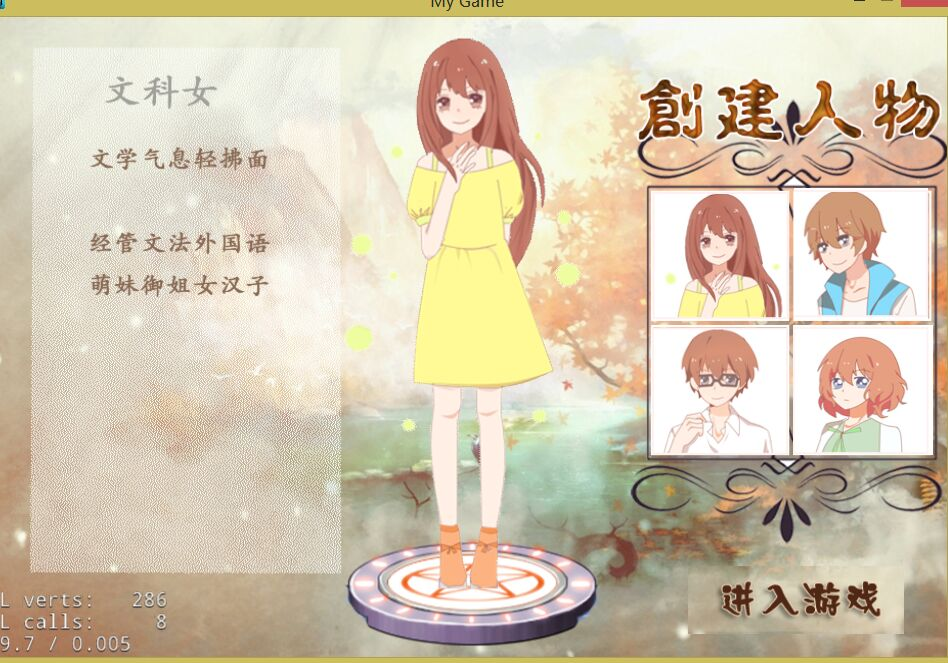 My Game
文科女
文学气息轻拂面
经管文法外国语
萌妹御姐女汉子
創建人物
进入游戏
L verts: 286
L calls: 8
9.7 / 0.005